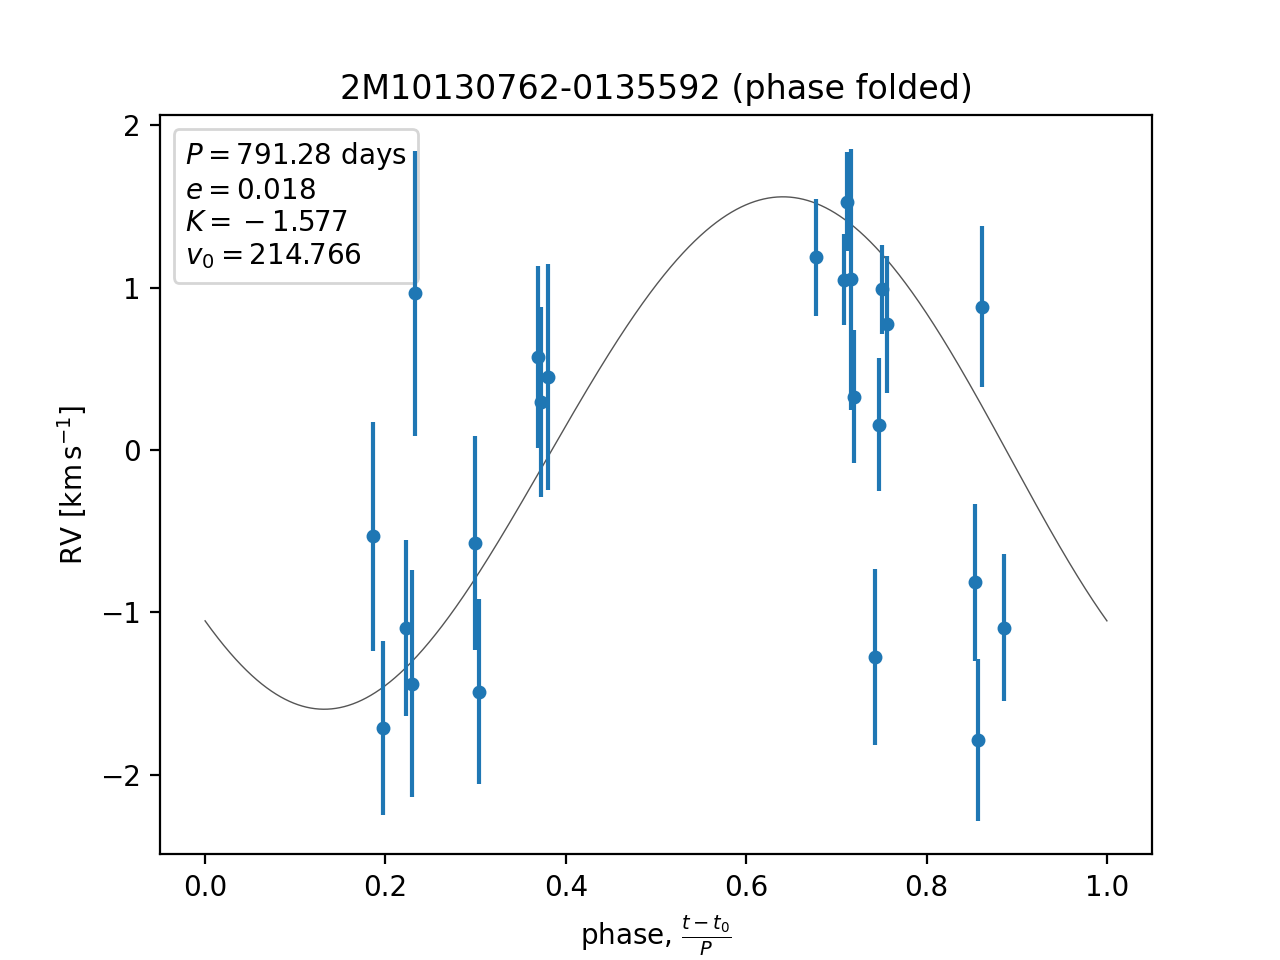 2M10130762-0135592 (phase folded)
P = 791.28 days
e = 0.018
K = −1.577
v₀ = 214.766
2
1
0
−1
−2
RV [km s⁻¹]
0.0 0.2 0.4 0.6 0.8 1.0
phase, (t − t₀)/P